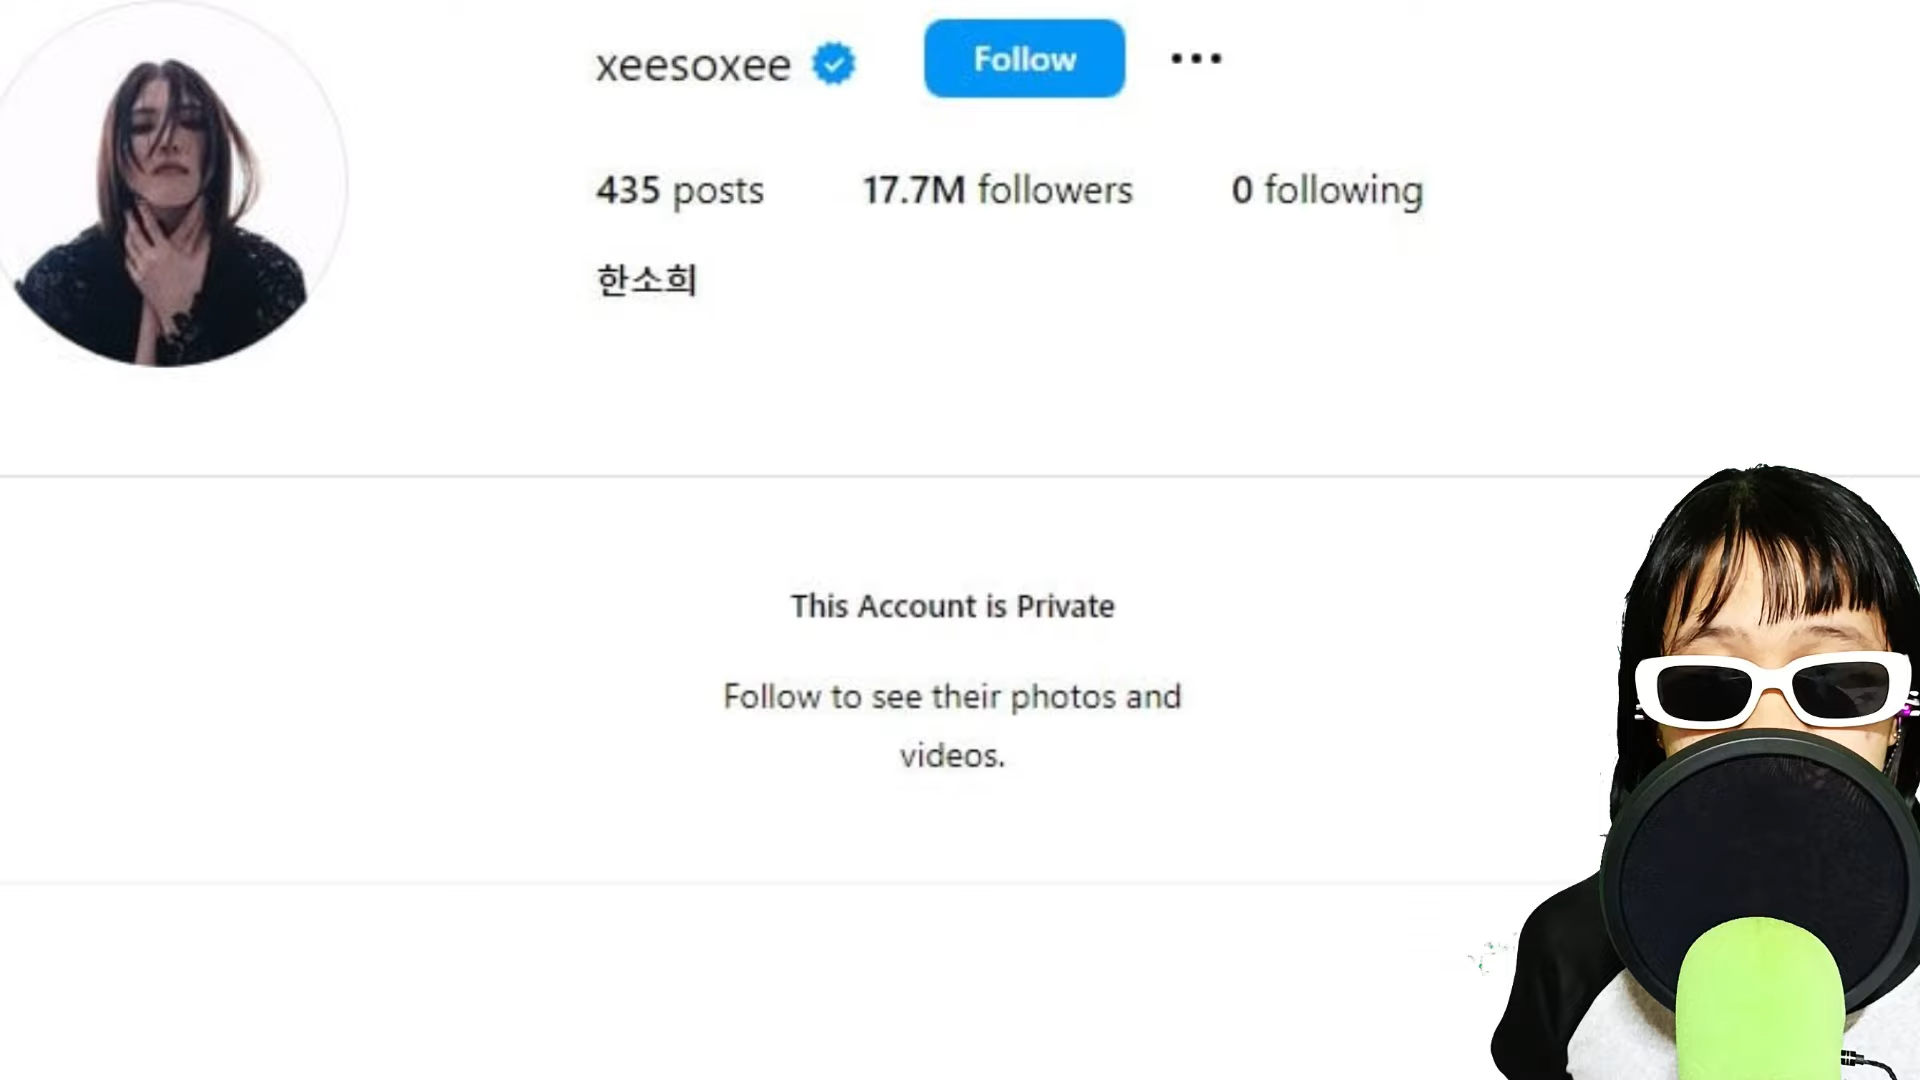 xeesoxee Follow
435 posts 17.7M followers 0 following
한소희
This Account is Private
Follow to see their photos and
videos.